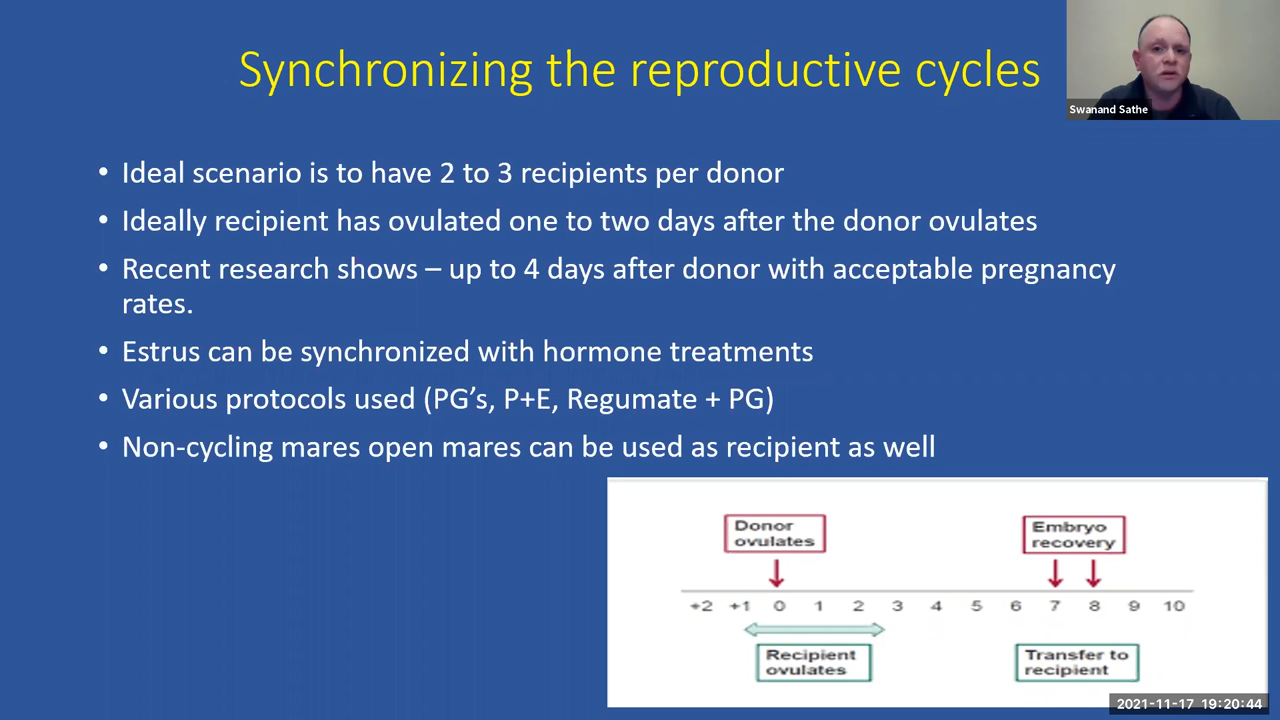 Synchronizing the reproductive cycles
Swanand Sathe
• Ideal scenario is to have 2 to 3 recipients per donor
• Ideally recipient has ovulated one to two days after the donor ovulates
• Recent research shows – up to 4 days after donor with acceptable pregnancy
rates.
• Estrus can be synchronized with hormone treatments
• Various protocols used (PG’s, P+E, Regumate + PG)
• Non-cycling mares open mares can be used as recipient as well
Donor
ovulates
Embryo
recovery
+2 +1 0 1 2 3 4 5 6 7 8 9 10
Recipient
ovulates
Transfer to
recipient
2021-11-17 19:20:44